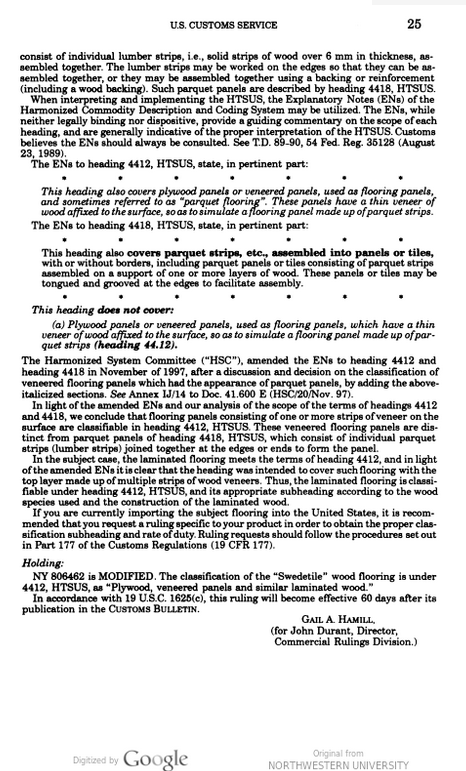 U.S. CUSTOMS SERVICE 25
consist of individual lumber strips, i.e., solid strips of wood over 6 mm in thickness, as-
sembled together. The lumber strips may be worked on the edges so that they can be as-
sembled together, or they may be assembled together using a backing or reinforcement
(including a wood backing). Such parquet panels are described by heading 4418, HTSUS.
When interpreting and implementing the HTSUS, the Explanatory Notes (ENs) of the
Harmonized Commodity Description and Coding System may be utilized. The ENs, while
neither legally binding nor dispositive, provide a guiding commentary on the scope of each
heading, and are generally indicative of the proper interpretation of the HTSUS. Customs
believes the ENs should always be consulted. See T.D. 89-90, 54 Fed. Reg. 35128 (August
23, 1989).
The ENs to heading 4412, HTSUS, state, in pertinent part:
* * * * * * *
This heading also covers plywood panels or veneered panels, used as flooring panels,
and sometimes referred to as "parquet flooring". These panels have a thin veneer of
wood affixed to the surface, so as to simulate a flooring panel made up of parquet strips.
The ENs to heading 4418, HTSUS, state, in pertinent part:
* * * * * * *
This heading also covers parquet strips, etc., assembled into panels or tiles,
with or without borders, including parquet panels or tiles consisting of parquet strips
assembled on a support of one or more layers of wood. These panels or tiles may be
tongued and grooved at the edges to facilitate assembly.
* * * * * * *
This heading does not cover:
(a) Plywood panels or veneered panels, used as flooring panels, which have a thin
veneer of wood affixed to the surface, so as to simulate a flooring panel made up of par-
quet strips (heading 44.12).
The Harmonized System Committee ("HSC"), amended the ENs to heading 4412 and
heading 4418 in November of 1997, after a discussion and decision on the classification of
veneered flooring panels which had the appearance of parquet panels, by adding the above-
italicized sections. See Annex IJ/14 to Doc. 41.600 E (HSC/20/Nov. 97).
In light of the amended ENs and our analysis of the scope of the terms of headings 4412
and 4418, we conclude that flooring panels consisting of one or more strips of veneer on the
surface are classifiable in heading 4412, HTSUS. These veneered flooring panels are dis-
tinct from parquet panels of heading 4418, HTSUS, which consist of individual parquet
strips (lumber strips) joined together at the edges or ends to form the panel.
In the subject case, the laminated flooring meets the terms of heading 4412, and in light
of the amended ENs it is clear that the heading was intended to cover such flooring with the
top layer made up of multiple strips of wood veneers. Thus, the laminated flooring is classi-
fiable under heading 4412, HTSUS, and its appropriate subheading according to the wood
species used and the construction of the laminated wood.
If you are currently importing the subject flooring into the United States, it is recom-
mended that you request a ruling specific to your product in order to obtain the proper clas-
sification subheading and rate of duty. Ruling requests should follow the procedures set out
in Part 177 of the Customs Regulations (19 CFR 177).
Holding:
NY 806462 is MODIFIED. The classification of the "Swedetile" wood flooring is under
4412, HTSUS, as "Plywood, veneered panels and similar laminated wood."
In accordance with 19 U.S.C. 1625(c), this ruling will become effective 60 days after its
publication in the CUSTOMS BULLETIN.
GAIL A. HAMILL,
(for John Durant, Director,
Commercial Rulings Division.)
Digitized by Google
Original from
NORTHWESTERN UNIVERSITY